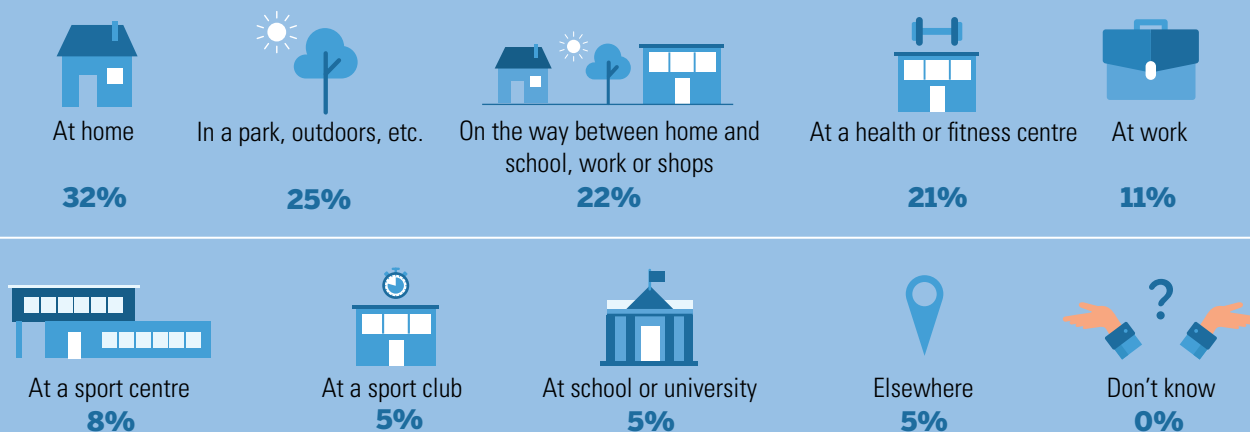 At home
32%
In a park, outdoors, etc.
25%
On the way between home and
school, work or shops
22%
At a health or fitness centre
21%
At work
11%
At a sport centre
8%
At a sport club
5%
At school or university
5%
Elsewhere
5%
?
Don’t know
0%